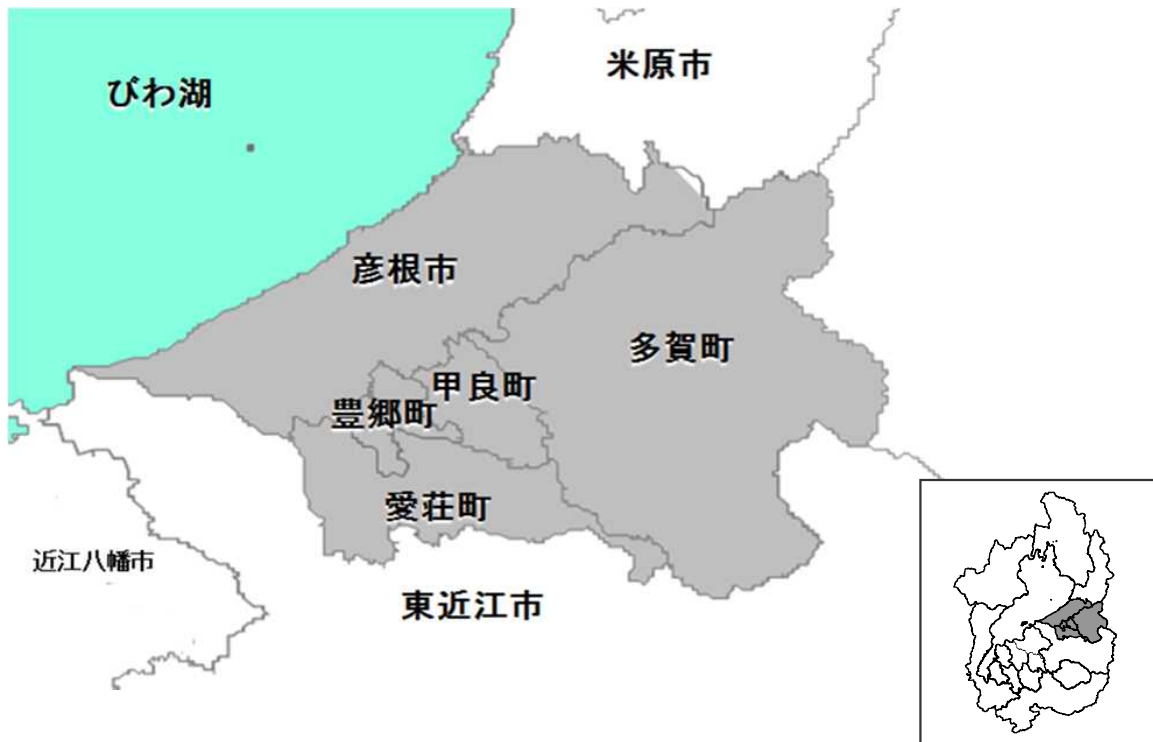 米原市
びわ湖
彦根市
多賀町
甲良町
豊郷町
愛荘町
近江八幡市
東近江市